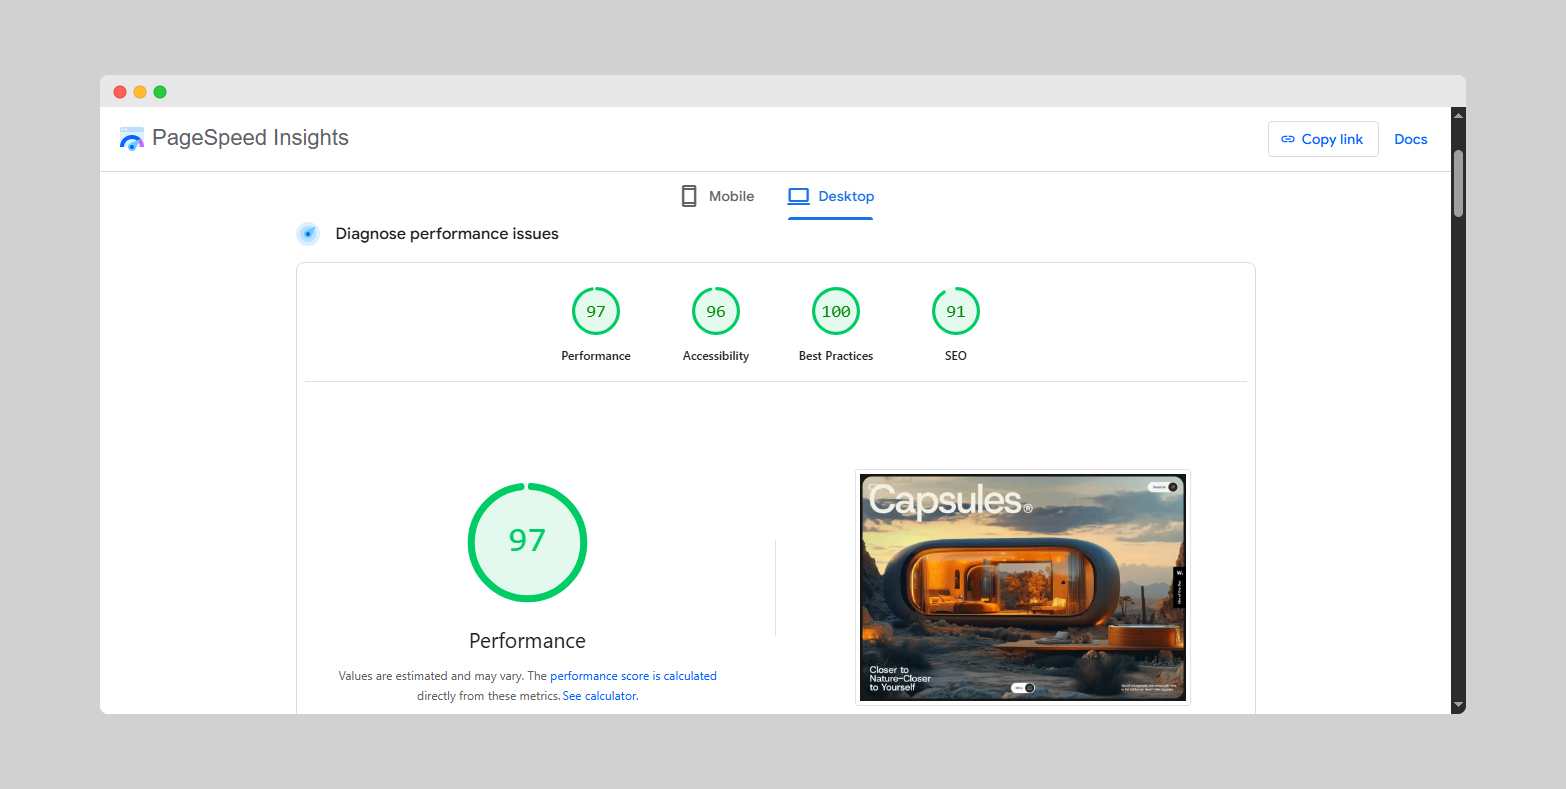 PageSpeed Insights
Copy link
Docs
Mobile
Desktop
Diagnose performance issues
97
96
100
91
Performance
Accessibility
Best Practices
SEO
97
Performance
Values are estimated and may vary. The performance score is calculated
directly from these metrics. See calculator.
Capsules®
W.
Closer to
Nature—Closer
to Yourself